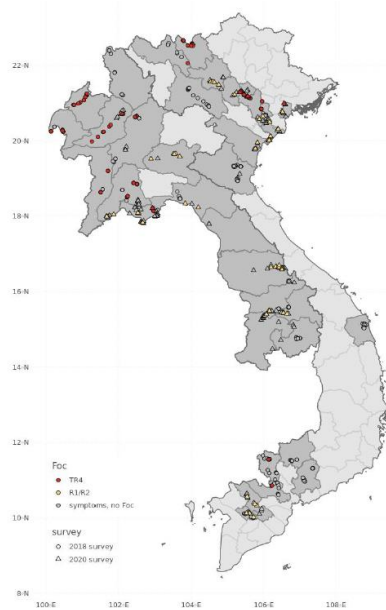 22·N
20·N
18·N
16·N
14·N
12·N
10·N
8·N
Foc
TR4
R1/R2
symptoms, no Foc
survey
2018 survey
2020 survey
100·E 102·E 104·E 106·E 108·E